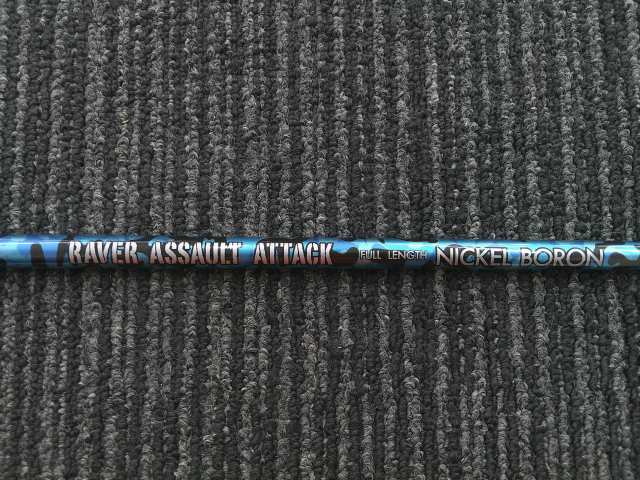 RAVER ASSAULT ATTACK FULL LENGTH NICKEL BORON